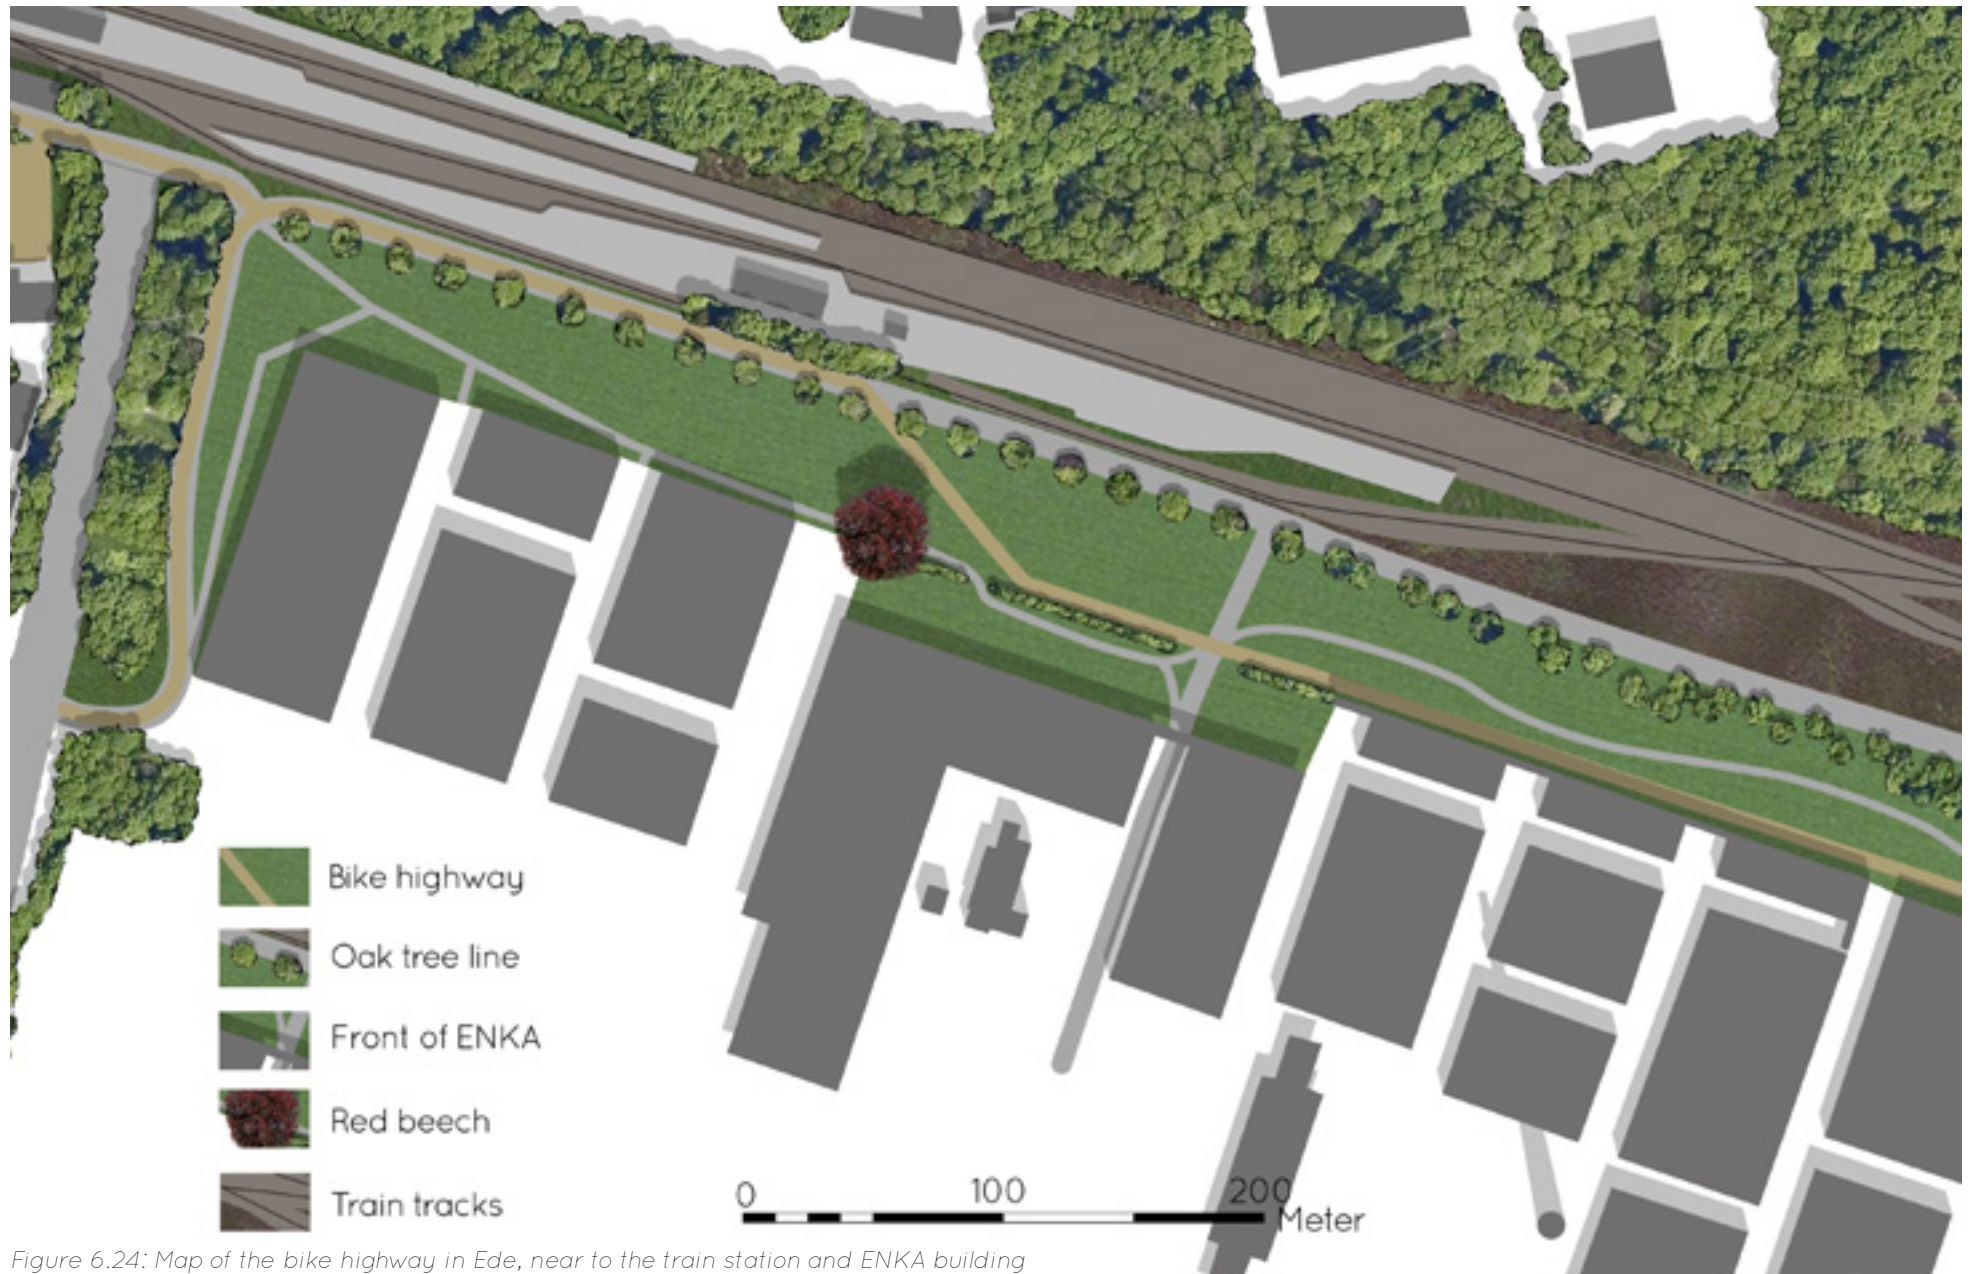 Bike highway
Oak tree line
Front of ENKA
Red beech
Train tracks
0 100 200
Meter
Figure 6.24: Map of the bike highway in Ede, near to the train station and ENKA building